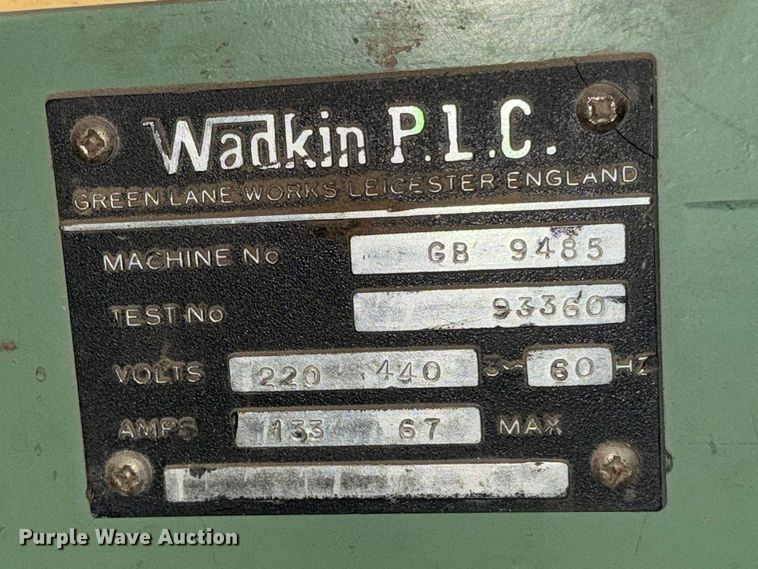 Wadkin P.L.C.
GREEN LANE WORKS LEICESTER ENGLAND
MACHINE No GB 9485
TEST No 93360
VOLTS 220 440 3~ 60 HZ
AMPS 133 67 MAX
Purple Wave Auction